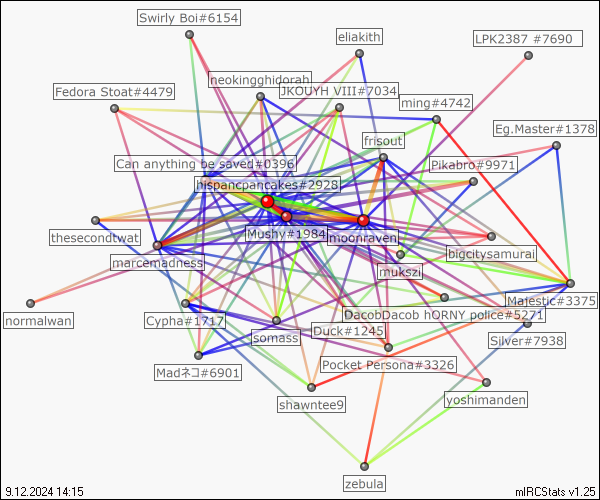 Swirly Boi#6154
eliakith
LPK2387 #7690
neokingghidorah
Fedora Stoat#4479
JKOUYH VIII#7034
ming#4742
Eg.Master#1378
frisout
Can anything be saved#0396
Pikabro#9971
hispancpancakes#2928
Mushy#1984
moonraven
thesecondtwat
bigcitysamurai
marcemadness
mukszi
Majestic#3375
DacobDacob hORNY police#5271
normalwan
Cypha#1717
Duck#1245
somass
Silver#7938
Pocket Persona#3326
Madネコ#6901
yoshimanden
shawntee9
zebula
9.12.2024 14:15
mIRCStats v1.25